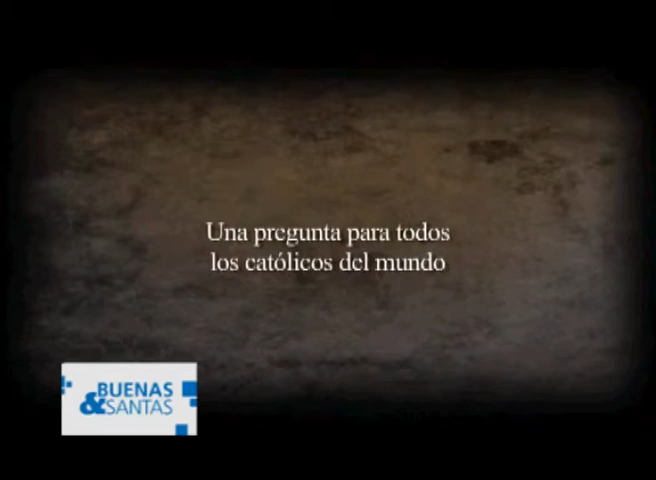 Una pregunta para todos
los católicos del mundo
BUENAS
&SANTAS